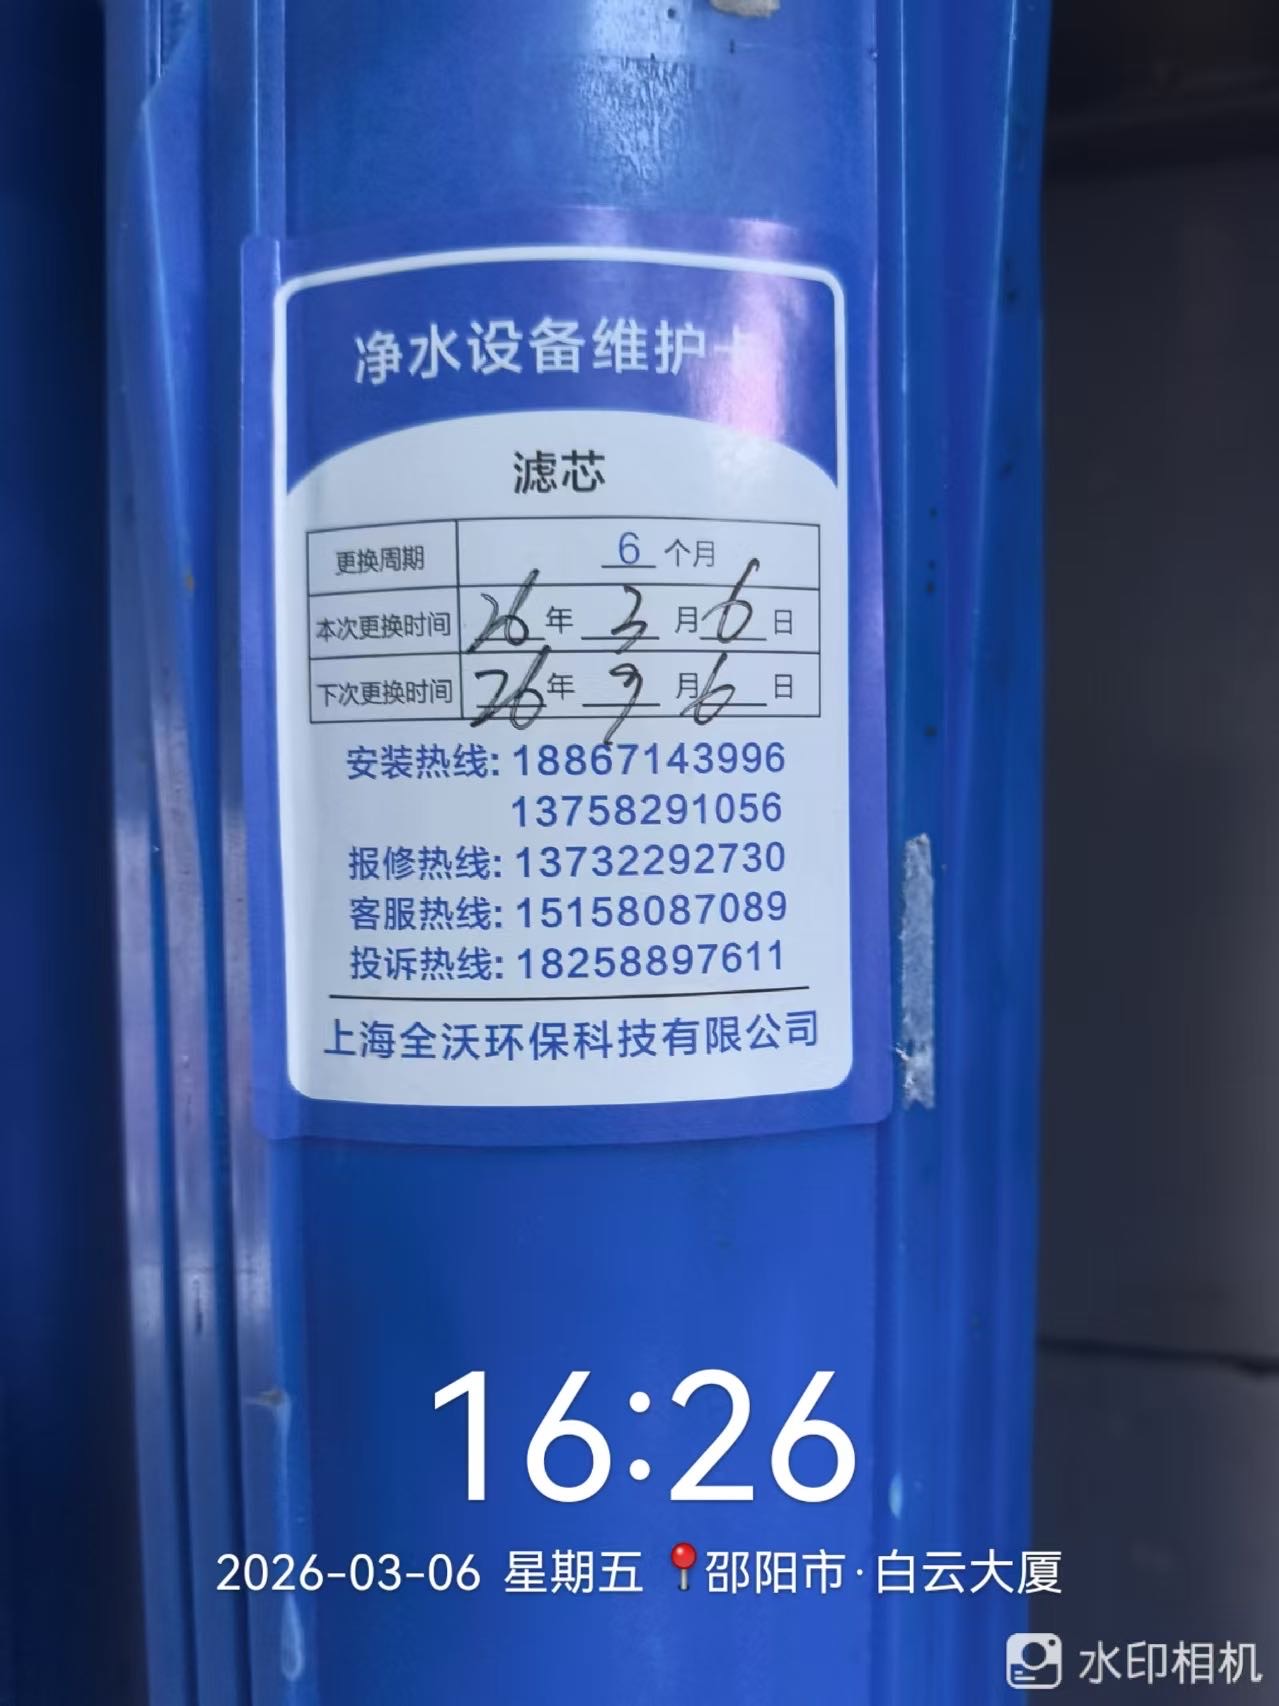 净水设备维护卡
滤芯
更换周期 6 个月
本次更换时间 26年 3 月 6 日
下次更换时间 26年 9 月 6 日
安装热线: 18867143996
13758291056
报修热线: 13732292730
客服热线: 15158087089
投诉热线: 18258897611
上海全沃环保科技有限公司
16:26
2026-03-06 星期五 📍邵阳市·白云大厦
水印相机